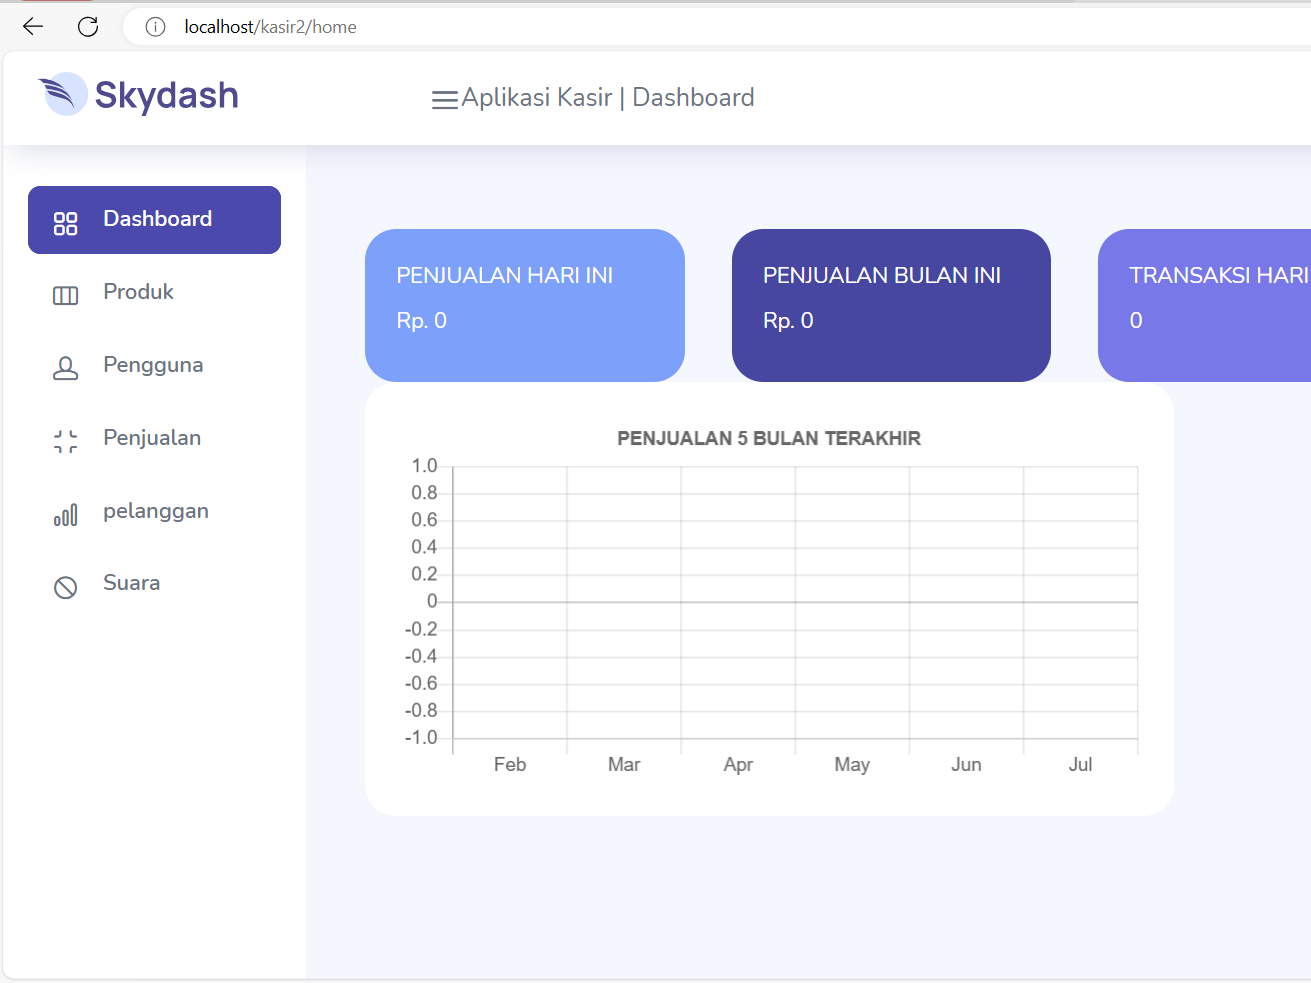 localhost/kasir2/home
Skydash
Aplikasi Kasir | Dashboard
Dashboard
Produk
Pengguna
Penjualan
pelanggan
Suara
PENJUALAN HARI INI
Rp. 0
PENJUALAN BULAN INI
Rp. 0
TRANSAKSI HARI
0
PENJUALAN 5 BULAN TERAKHIR
1.0
0.8
0.6
0.4
0.2
0
-0.2
-0.4
-0.6
-0.8
-1.0
Feb Mar Apr May Jun Jul